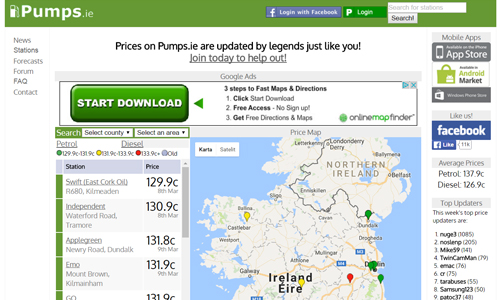 Pumps.ie
Login with Facebook
Login
Search!
News
Stations
Forecasts
Forum
FAQ
Contact
Prices on Pumps.ie are updated by legends just like you!
Join today to help out!
Google Ads
START DOWNLOAD
3 steps to Fast Maps & Directions
1. Click Start Download
2. Free Access - No Sign up!
3. Get Free Directions & Maps
onlinemapfinder
Search Select county Select an area
Petrol Diesel
129.9c-131.9c 131.9c-133.9c 133.9c Old
Station Price
Swift (East Cork Oil)
R680, Kilmeaden
129.9c
8th Mar
Independent
Waterford Road,
Tramore
130.9c
8th Mar
Applegreen
Newry Road, Dundalk
131.8c
9th Mar
Emo
Mount Brown,
Kilmainham
131.9c
9th Mar
GO
131.9c
Price Map
Karta Satelit
NORTHERN
IRELAND
Dublin
Ireland
Éire
Mobile Apps
Available on the iPhone
App Store
Available in
Android
Market
Windows Phone Store
Like us!
facebook
Like 11k
Average Prices
Petrol: 137.9c
Diesel: 126.9c
Top Updaters
This week's top price
updaters are:
1. nuge3 (1085)
2. noslenp (205)
3. Mike59 (141)
4. TwinCamMan (79)
5. emac (76)
6. cr (75)
7. tarabuses (55)
8. Samsung123 (50)
9. patoc37 (48)